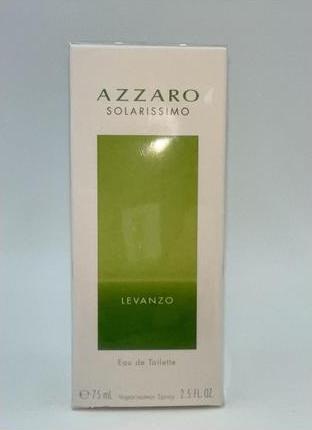 AZZARO
SOLARISSIMO
LEVANZO
Eau de Toilette
℮ 75 mL Vaporisateur Spray 2.5 FL.OZ.